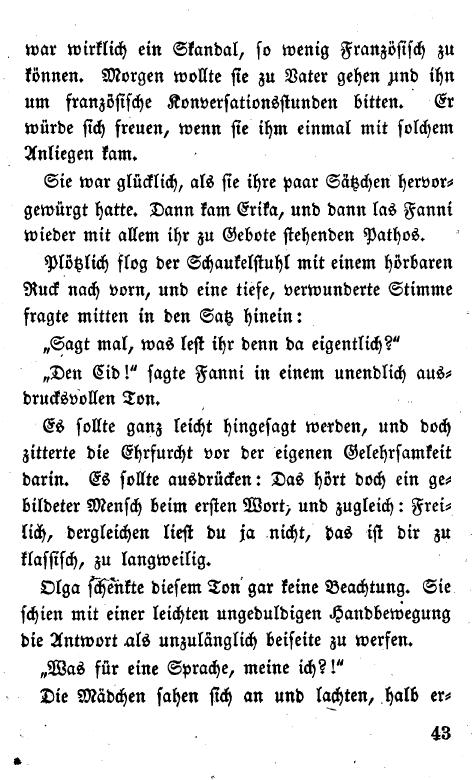 war wirklich ein Skandal, so wenig Französisch zu
können. Morgen wollte sie zu Vater gehen und ihn
um französische Konversationsstunden bitten. Er
würde sich freuen, wenn sie ihm einmal mit solchem
Anliegen kam.
Sie war glücklich, als sie ihre paar Sätzchen hervor-
gewürgt hatte. Dann kam Erika, und dann las Fanni
wieder mit allem ihr zu Gebote stehenden Pathos.
Plötzlich flog der Schaukelstuhl mit einem hörbaren
Ruck nach vorn, und eine tiefe, verwunderte Stimme
fragte mitten in den Satz hinein:
„Sagt mal, was lest ihr denn da eigentlich?“
„Den Cid!“ sagte Fanni in einem unendlich aus-
drucksvollen Ton.
Es sollte ganz leicht hingesagt werden, und doch
zitterte die Ehrfurcht vor der eigenen Gelehrsamkeit
darin. Es sollte ausdrücken: Das hört doch ein ge-
bildeter Mensch beim ersten Wort, und zugleich: Frei-
lich, dergleichen liest du ja nicht, das ist dir zu
klassisch, zu langweilig.
Olga schenkte diesem Ton gar keine Beachtung. Sie
schien mit einer leichten ungeduldigen Handbewegung
die Antwort als unzulänglich beiseite zu werfen.
„Was für eine Sprache, meine ich?!“
Die Mädchen sahen sich an und lachten, halb er-
43